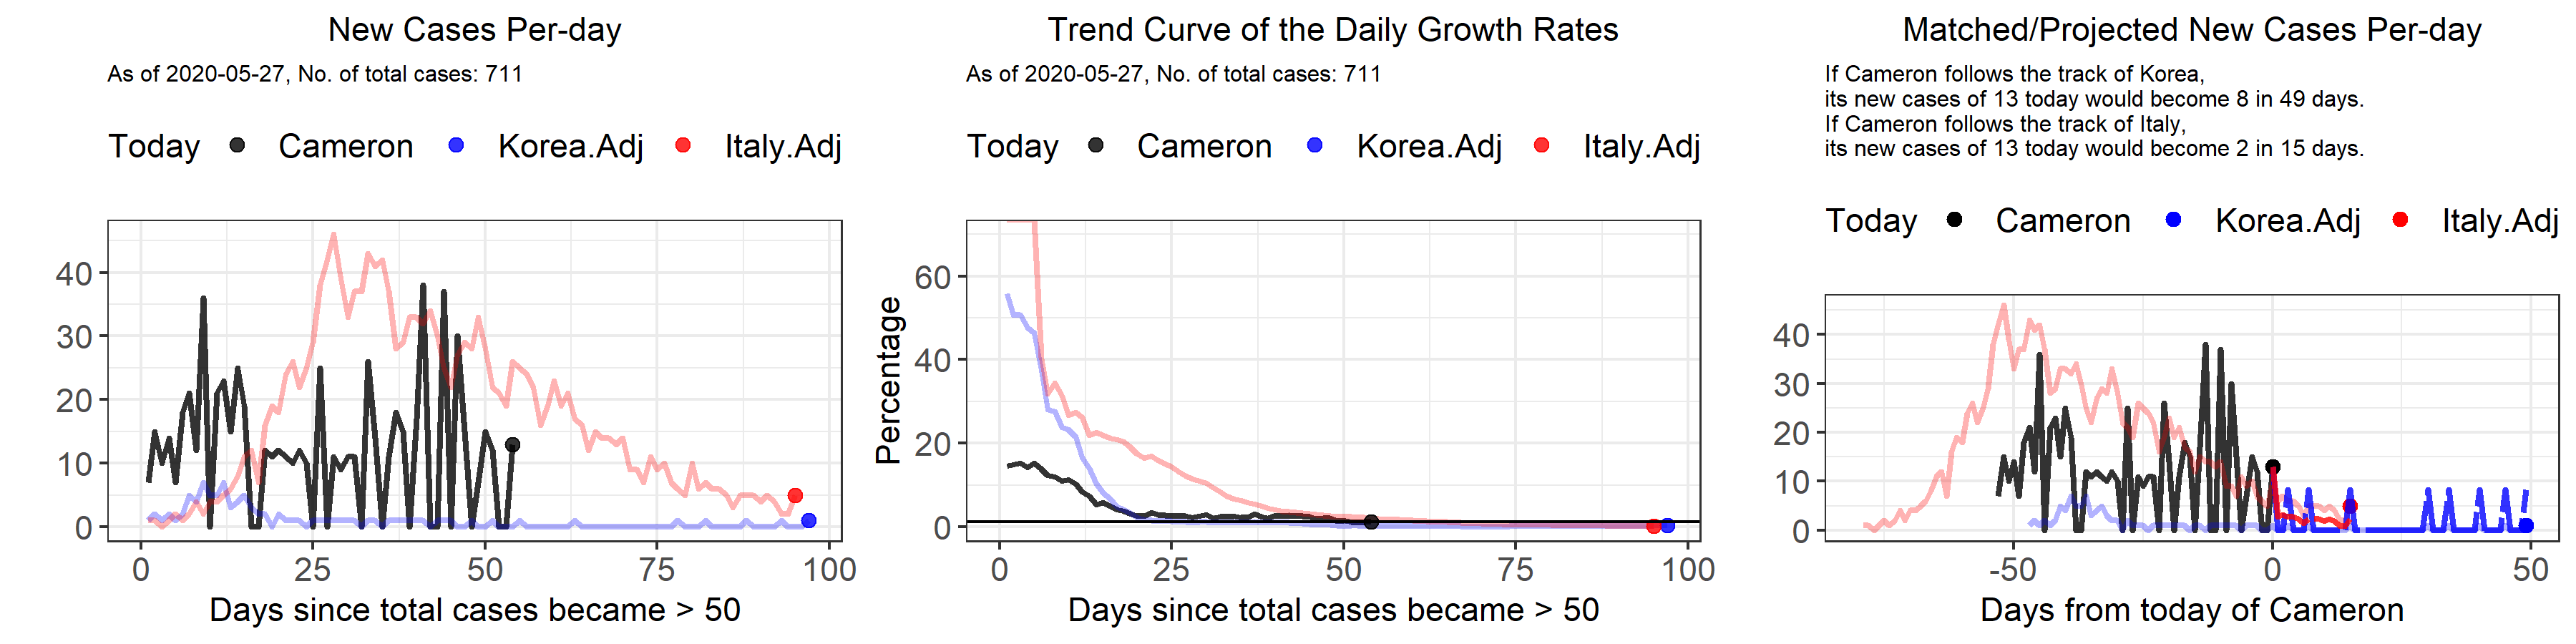 New Cases Per-day
As of 2020-05-27, No. of total cases: 711
Today Cameron Korea.Adj Italy.Adj
40
30
20
10
0
0 25 50 75 100
Days since total cases became > 50
Trend Curve of the Daily Growth Rates
As of 2020-05-27, No. of total cases: 711
Today Cameron Korea.Adj Italy.Adj
Percentage
60
40
20
0
0 25 50 75 100
Days since total cases became > 50
Matched/Projected New Cases Per-day
If Cameron follows the track of Korea,
its new cases of 13 today would become 8 in 49 days.
If Cameron follows the track of Italy,
its new cases of 13 today would become 2 in 15 days.
Today Cameron Korea.Adj Italy.Adj
40
30
20
10
0
-50 0 50
Days from today of Cameron